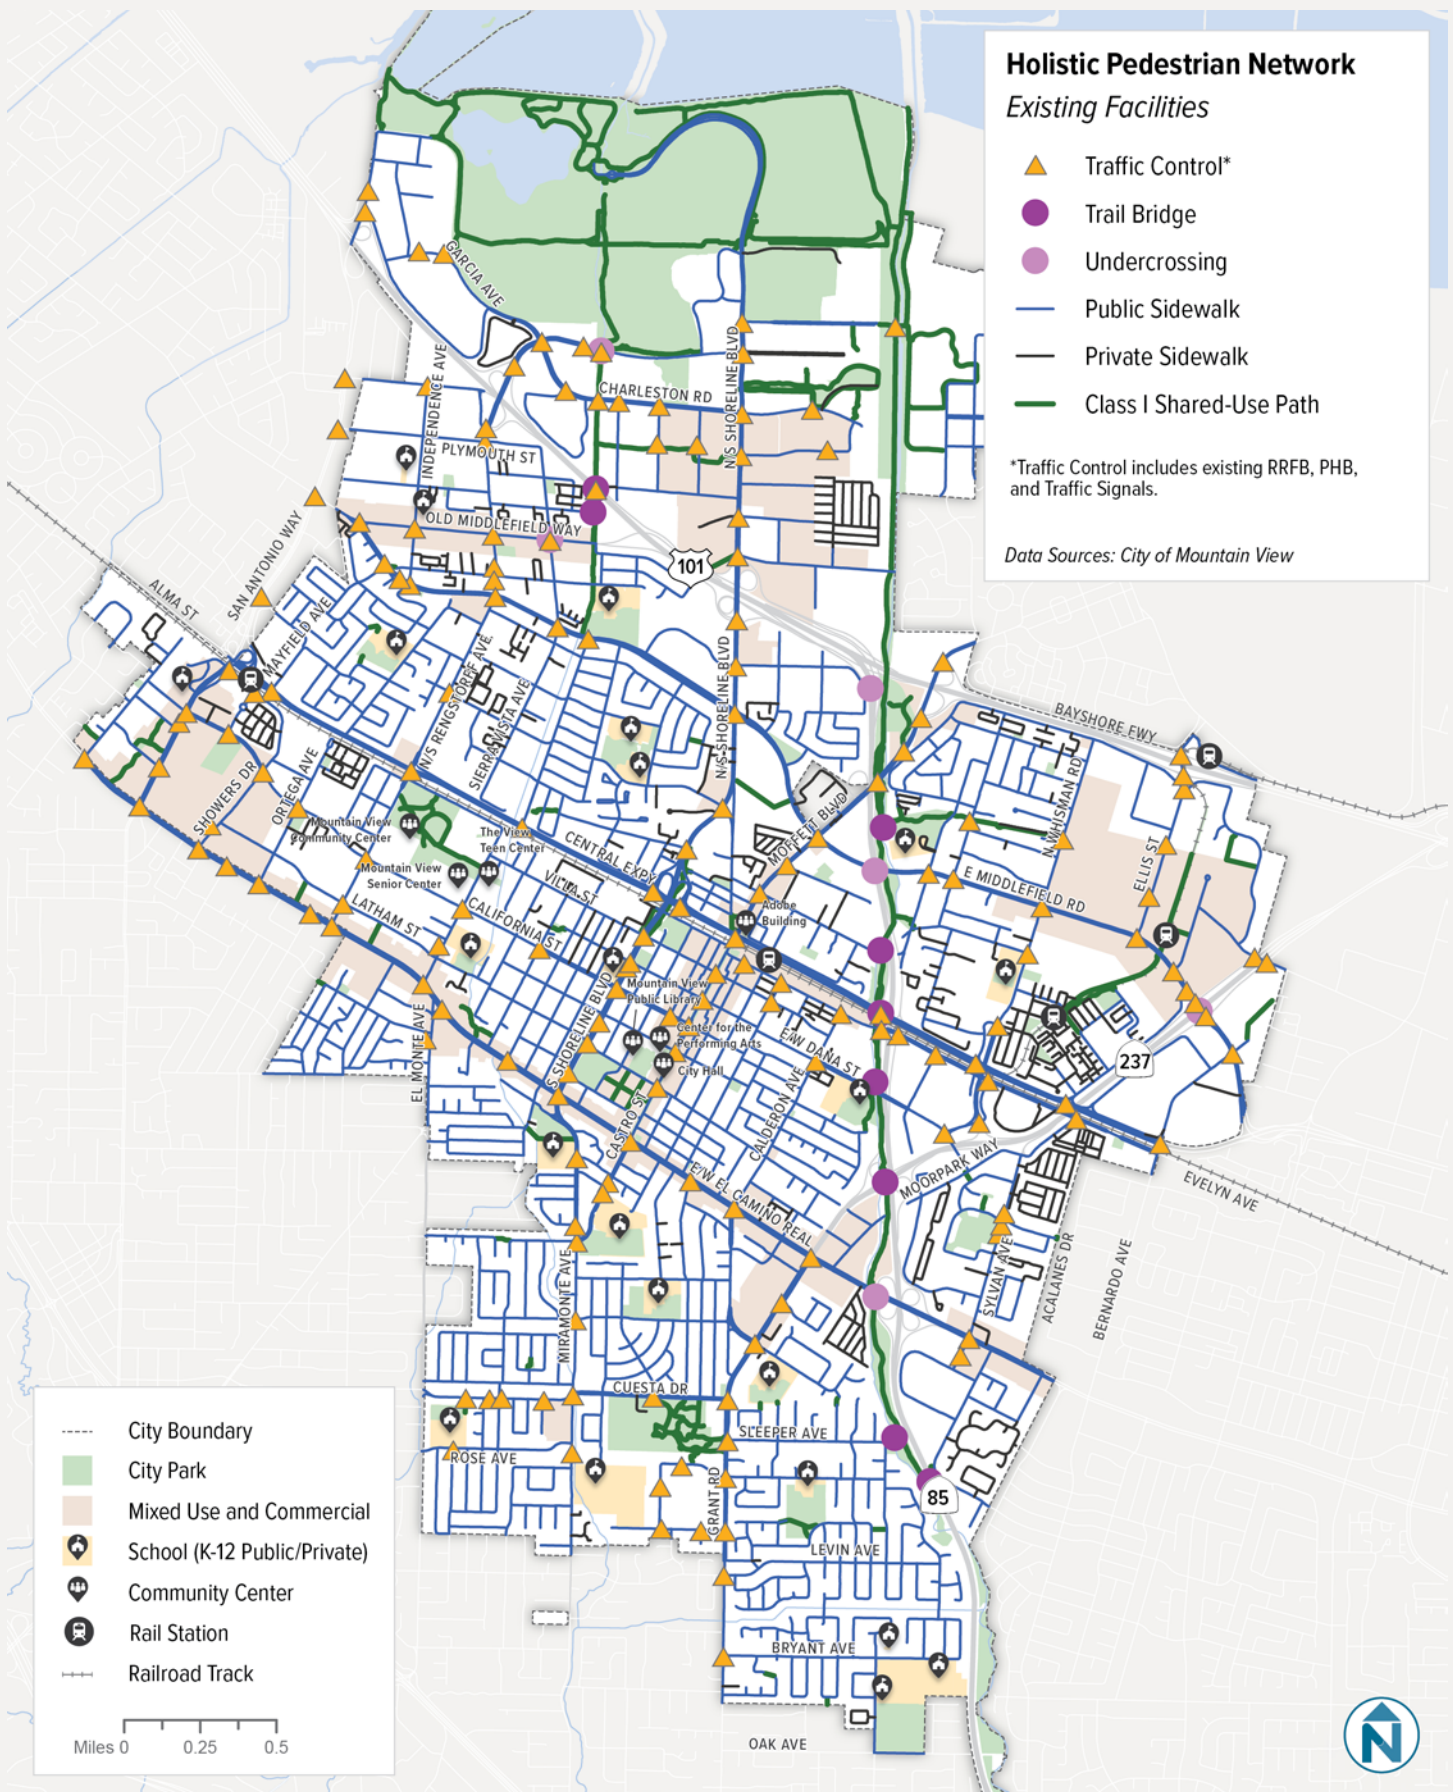 Holistic Pedestrian Network
Existing Facilities
Traffic Control*
Trail Bridge
Undercrossing
Public Sidewalk
Private Sidewalk
Class I Shared-Use Path
*Traffic Control includes existing RRFB, PHB,
and Traffic Signals.
Data Sources: City of Mountain View
GARCIA AVE
INDEPENDENCE AVE
N/S SHORELINE BLVD
CHARLESTON RD
PLYMOUTH ST
OLD MIDDLEFIELD WAY
101
SAN ANTONIO WAY
ALMA ST
MAYFIELD AVE
N/S RENGSTORFF AVE
SIERRA VISTA AVE
N/S SHORELINE BLVD
BAYSHORE FWY
N WHISMAN RD
SHOWERS DR
ORTEGA AVE
Mountain View
Community Center
The View
Teen Center
CENTRAL EXPY
MOFFETT BLVD
Mountain View
Senior Center
VILLA ST
E MIDDLEFIELD RD
ELLIS ST
LATHAM ST
CALIFORNIA ST
Adobe
Building
Mountain View
Public Library
Center for the
Performing Arts
City Hall
E/W DANA ST
237
EL MONTE AVE
S SHORELINE BLVD
CASTRO ST
CALDERON AVE
MOORPARK WAY
EVELYN AVE
E/W EL CAMINO REAL
MIRAMONTE AVE
SYLVAN AVE
ACALANES DR
BERNARDO AVE
CUESTA DR
SLEEPER AVE
ROSE AVE
GRANT RD
85
LEVIN AVE
BRYANT AVE
OAK AVE
City Boundary
City Park
Mixed Use and Commercial
School (K-12 Public/Private)
Community Center
Rail Station
Railroad Track
Miles 0 0.25 0.5
N